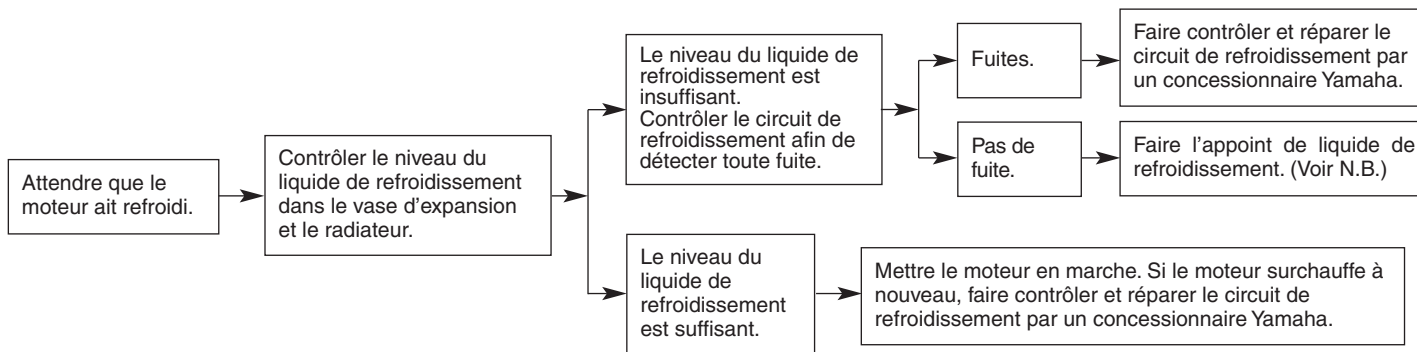 Attendre que le
moteur ait refroidi.
Contrôler le niveau du
liquide de refroidissement
dans le vase d'expansion
et le radiateur.
Le niveau du liquide de
refroidissement est
insuffisant.
Contrôler le circuit de
refroidissement afin de
détecter toute fuite.
Fuites.
Faire contrôler et réparer le
circuit de refroidissement par
un concessionnaire Yamaha.
Pas de
fuite.
Faire l'appoint de liquide de
refroidissement. (Voir N.B.)
Le niveau du
liquide de
refroidissement
est suffisant.
Mettre le moteur en marche. Si le moteur surchauffe à
nouveau, faire contrôler et réparer le circuit de
refroidissement par un concessionnaire Yamaha.